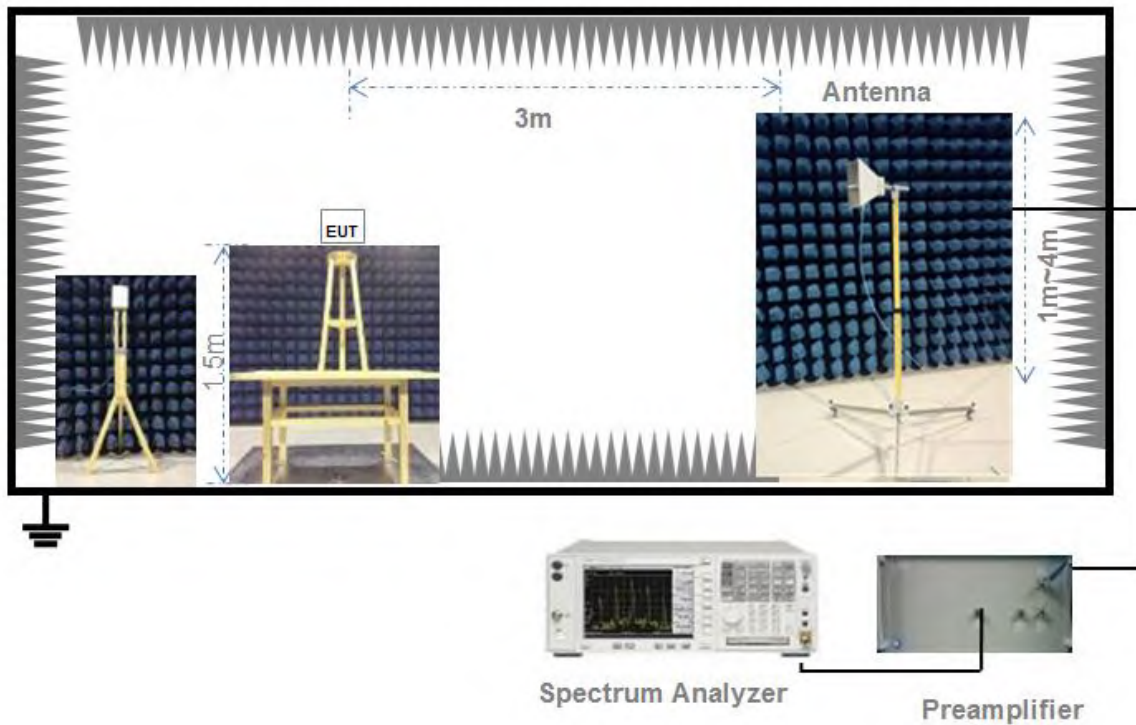 Antenna
3m
EUT
1.5m
1m~4m
Spectrum Analyzer
Preamplifier